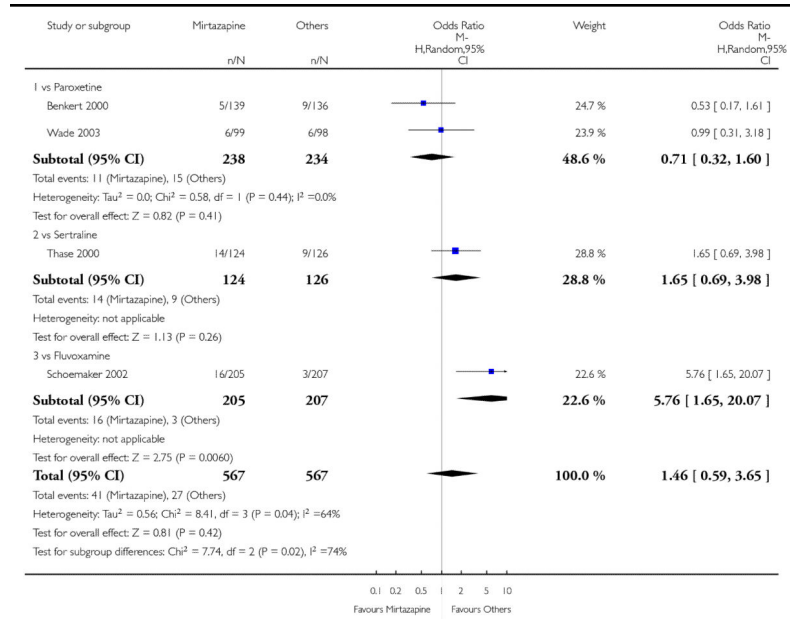 Study or subgroup Mirtazapine Others Odds Ratio Weight Odds Ratio
M- M-
H,Random,95% H,Random,95%
n/N n/N CI CI
1 vs Paroxetine
Benkert 2000 5/139 9/136 24.7 % 0.53 [ 0.17, 1.61 ]
Wade 2003 6/99 6/98 23.9 % 0.99 [ 0.31, 3.18 ]
Subtotal (95% CI) 238 234 48.6 % 0.71 [ 0.32, 1.60 ]
Total events: 11 (Mirtazapine), 15 (Others)
Heterogeneity: Tau² = 0.0; Chi² = 0.58, df = 1 (P = 0.44); I² =0.0%
Test for overall effect: Z = 0.82 (P = 0.41)
2 vs Sertraline
Thase 2000 14/124 9/126 28.8 % 1.65 [ 0.69, 3.98 ]
Subtotal (95% CI) 124 126 28.8 % 1.65 [ 0.69, 3.98 ]
Total events: 14 (Mirtazapine), 9 (Others)
Heterogeneity: not applicable
Test for overall effect: Z = 1.13 (P = 0.26)
3 vs Fluvoxamine
Schoemaker 2002 16/205 3/207 22.6 % 5.76 [ 1.65, 20.07 ]
Subtotal (95% CI) 205 207 22.6 % 5.76 [ 1.65, 20.07 ]
Total events: 16 (Mirtazapine), 3 (Others)
Heterogeneity: not applicable
Test for overall effect: Z = 2.75 (P = 0.0060)
Total (95% CI) 567 567 100.0 % 1.46 [ 0.59, 3.65 ]
Total events: 41 (Mirtazapine), 27 (Others)
Heterogeneity: Tau² = 0.56; Chi² = 8.41, df = 3 (P = 0.04); I² =64%
Test for overall effect: Z = 0.81 (P = 0.42)
Test for subgroup differences: Chi² = 7.74, df = 2 (P = 0.02), I² =74%
0.1 0.2 0.5 1 2 5 10
Favours Mirtazapine Favours Others